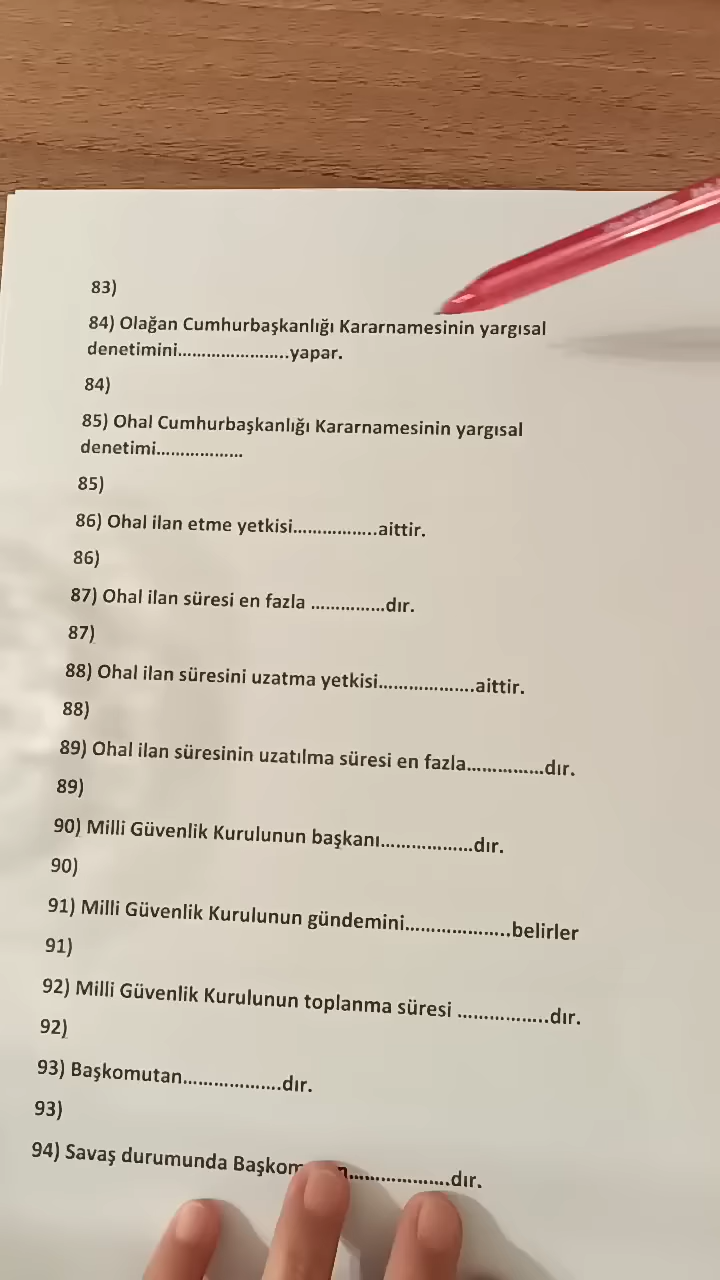 83)
84) Olağan Cumhurbaşkanlığı Kararnamesinin yargısal
denetimini......................yapar.
84)
85) Ohal Cumhurbaşkanlığı Kararnamesinin yargısal
denetimi.................
85)
86) Ohal ilan etme yetkisi................aittir.
86)
87) Ohal ilan süresi en fazla ..............dır.
87)
88) Ohal ilan süresini uzatma yetkisi..................aittir.
88)
89) Ohal ilan süresinin uzatılma süresi en fazla..............dır.
89)
90) Milli Güvenlik Kurulunun başkanı.................dır.
90)
91) Milli Güvenlik Kurulunun gündemini...................belirler
91)
92) Milli Güvenlik Kurulunun toplanma süresi ................dır.
92)
93) Başkomutan..................dır.
93)
94) Savaş durumunda ..................dır.